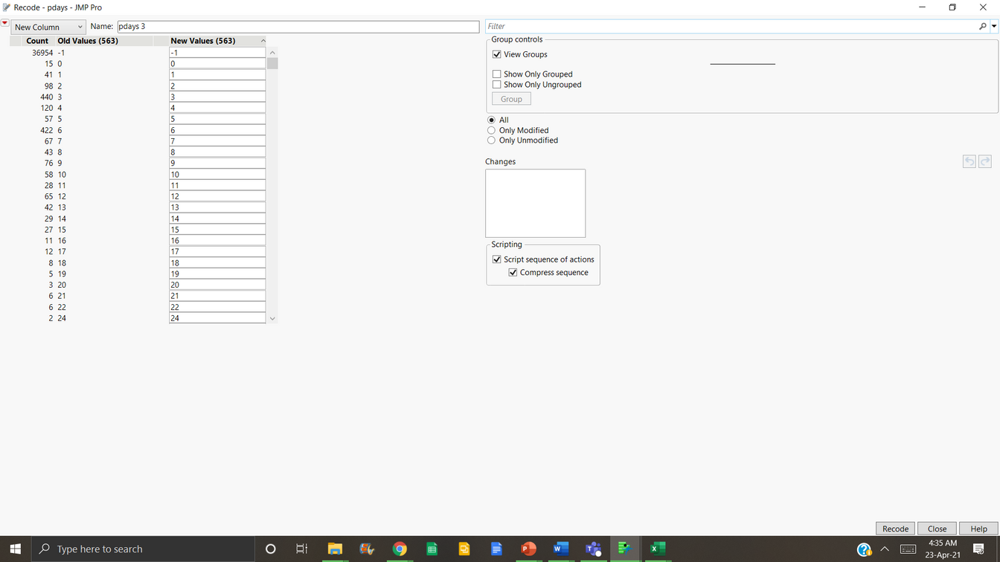 Recode - pdays - JMP Pro
New Column Name: pdays 3 Filter
Count Old Values (563) New Values (563)
36954 -1 -1
15 0 0
41 1 1
98 2 2
440 3 3
120 4 4
57 5 5
422 6 6
67 7 7
43 8 8
76 9 9
58 10 10
28 11 11
65 12 12
42 13 13
29 14 14
27 15 15
11 16 16
12 17 17
8 18 18
5 19 19
3 20 20
6 21 21
6 22 22
2 24 24
Group controls
View Groups
Show Only Grouped
Show Only Ungrouped
Group
All
Only Modified
Only Unmodified
Changes
Scripting
Script sequence of actions
Compress sequence
Recode Close Help
Type here to search
4:35 AM
23-Apr-21